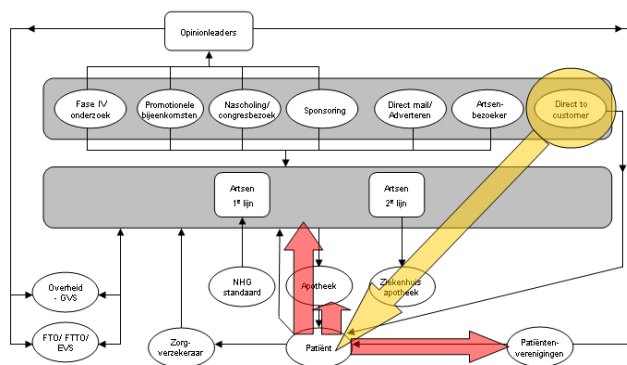 Opinionleaders
Fase IV
onderzoek
Promotionele
bijeenkomsten
Nascholing/
congresbezoek
Sponsoring
Direct mail/
Adverteren
Artsen-
bezoeker
Direct to
customer
Artsen
1e lijn
Artsen
2e lijn
NHG
standaard
Apotheek
Ziekenhuis
apotheek
Overheid
- GVS
FTO/ FTTO/
EVS
Zorg-
verzekeraar
Patiënt
Patiënten-
verenigingen